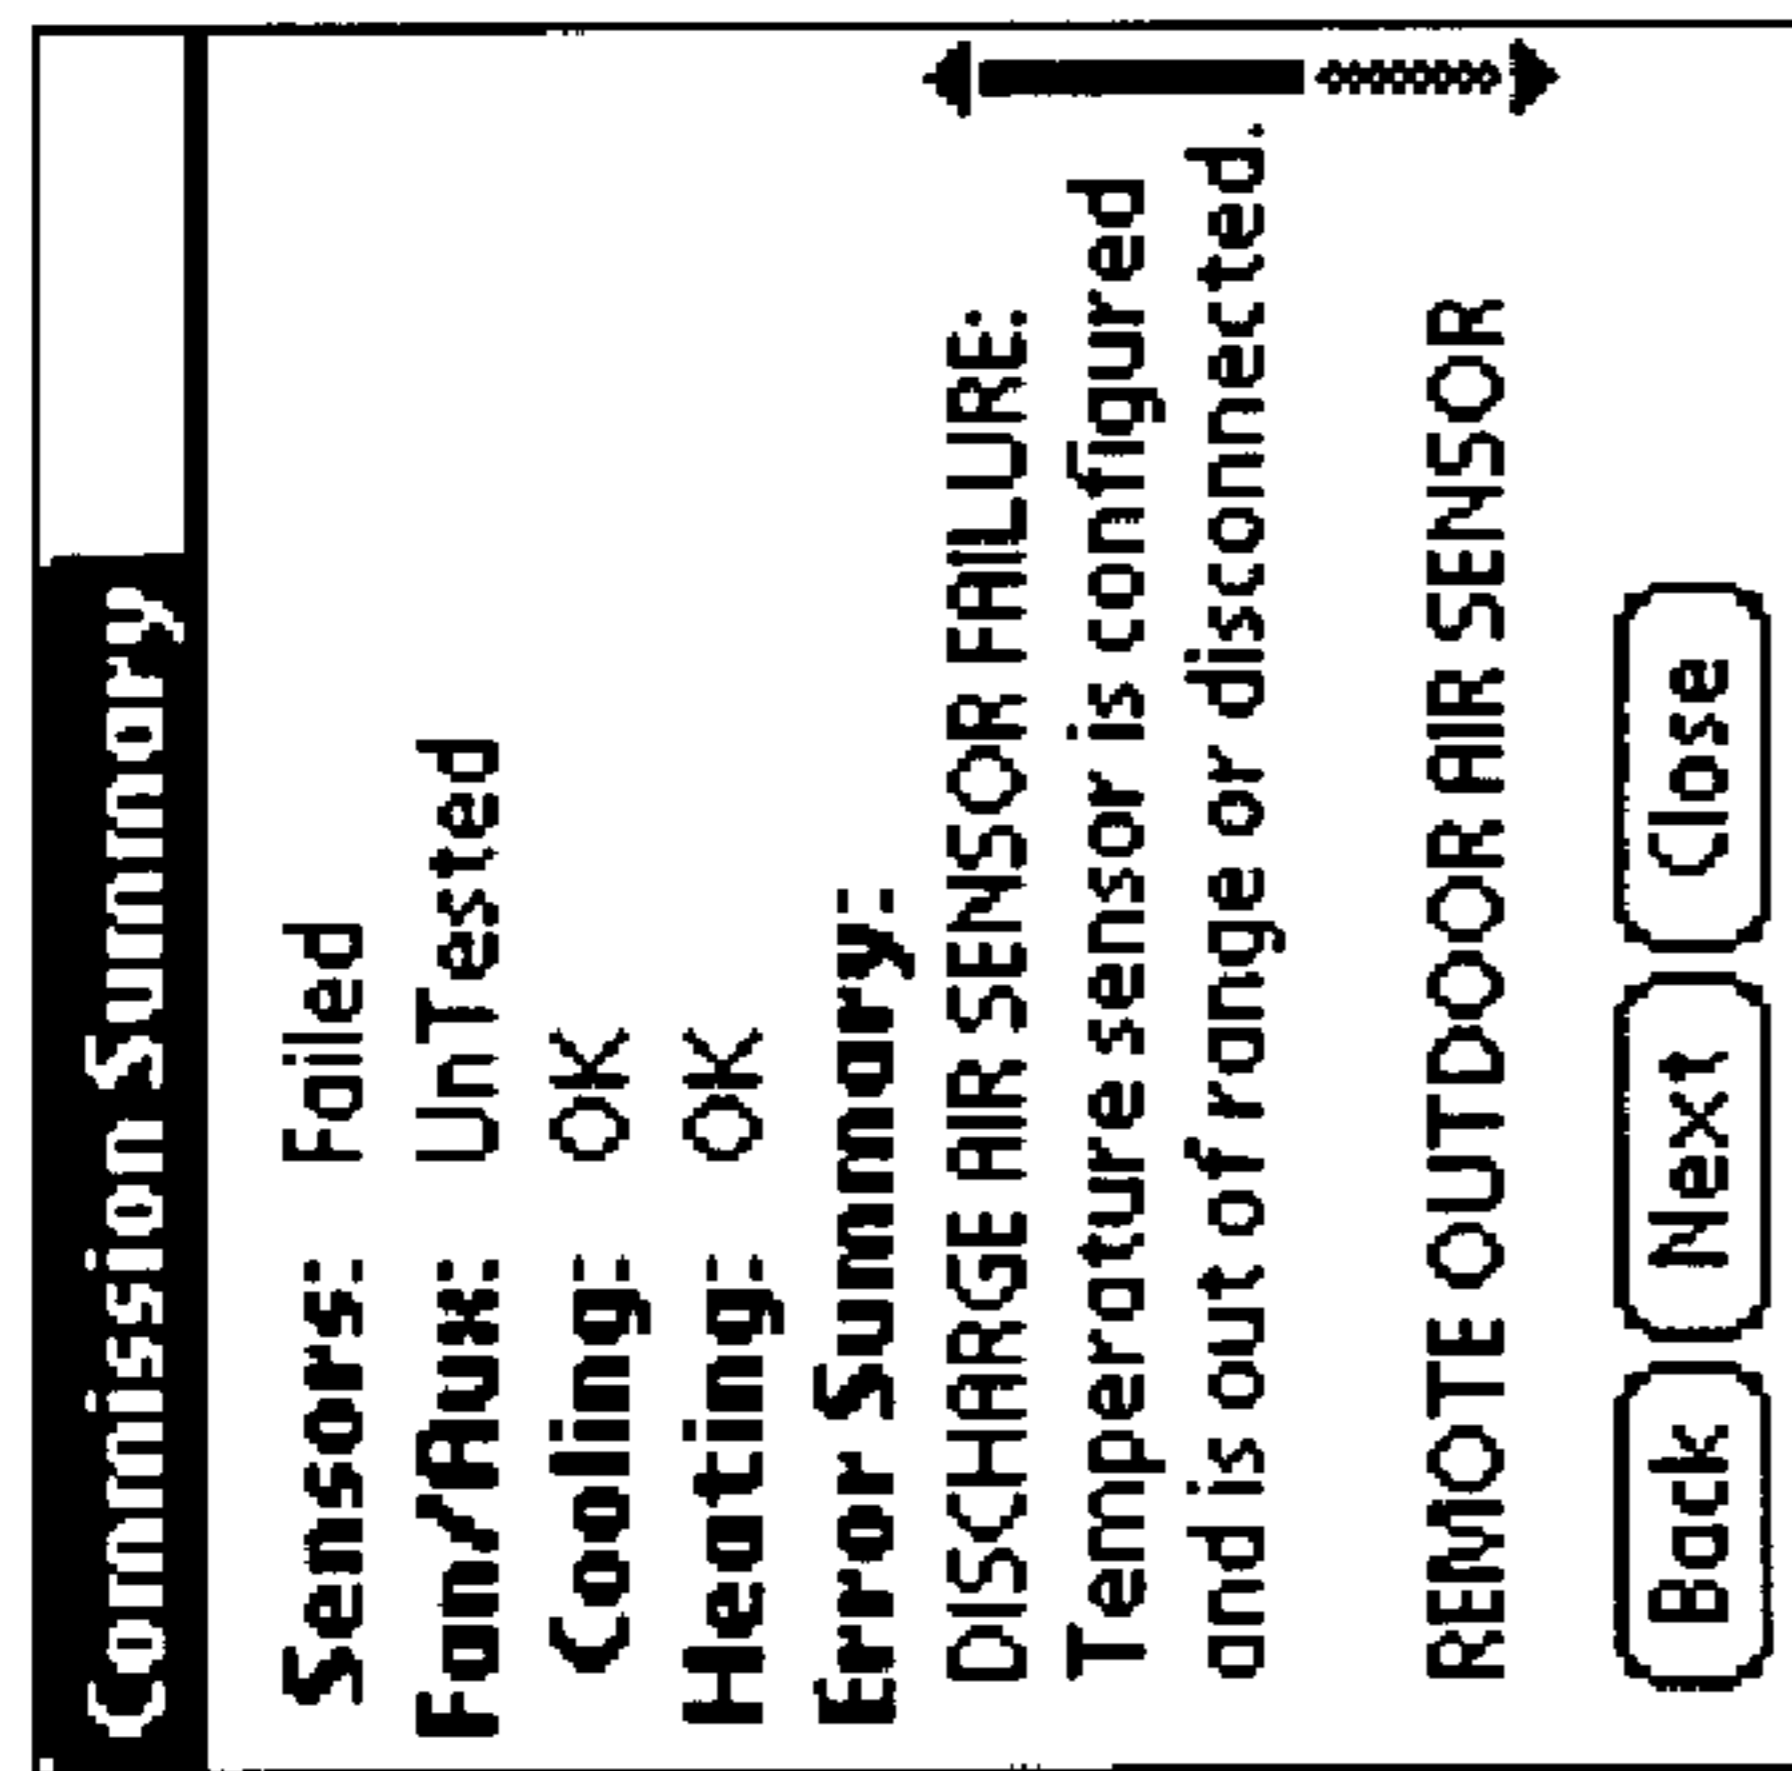 Commission Summary
Sensors: Failed
Fan/Aux: UnTested
Cooling: OK
Heating: OK
Error Summary:
DISCHARGE AIR SENSOR FAILURE:
Temperature sensor is configured
and is out of range or disconnected.
REMOTE OUTDOOR AIR SENSOR
Back Next Close